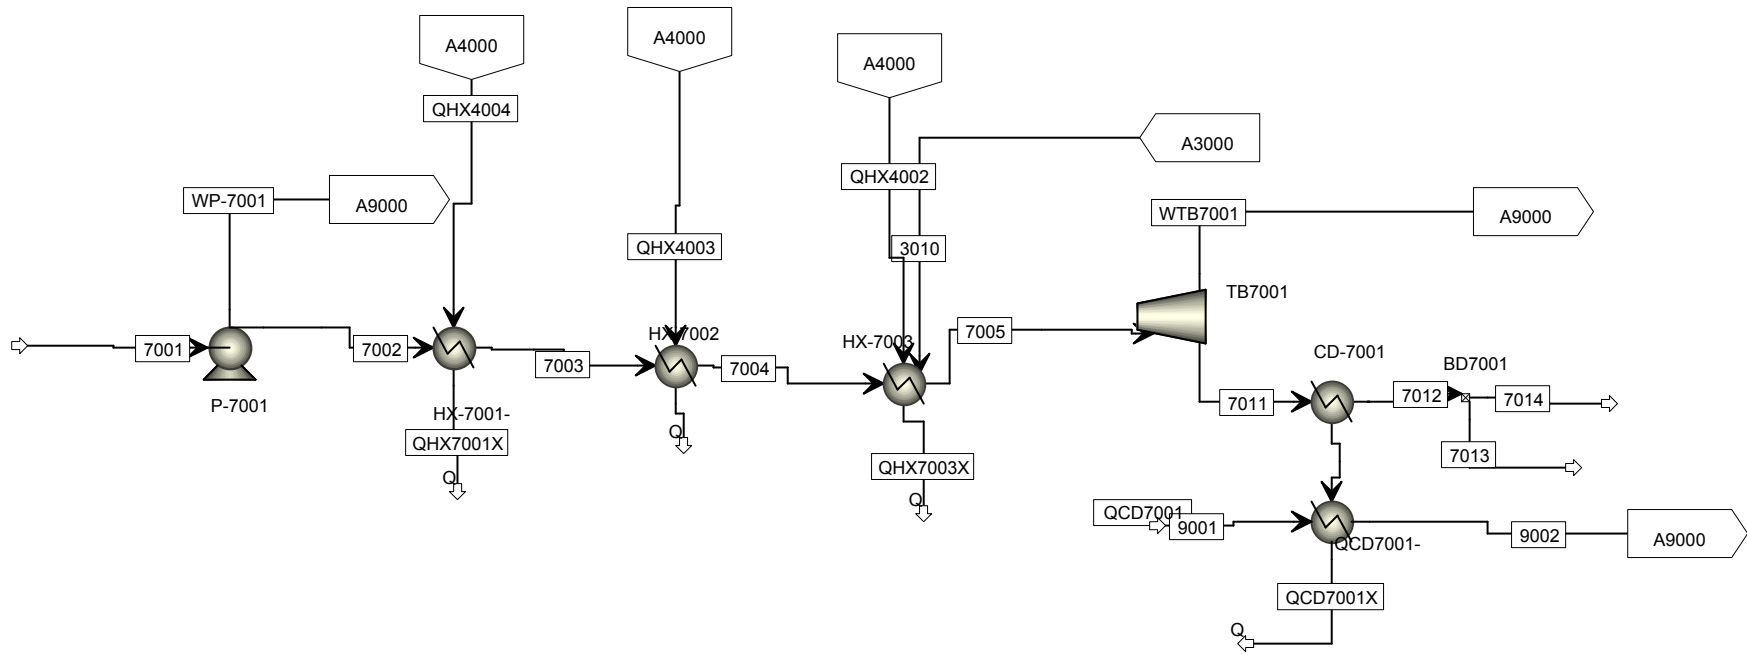 A4000
A4000
A4000
QHX4004
A3000
QHX4002
WP-7001
A9000
WTB7001
A9000
QHX4003
3010
TB7001
7001
7002
7003
HX-7002
7004
HX-7003
7005
CD-7001
BD7001
P-7001
HX-7001-
7011
7012
7014
QHX7001X
Q
Q
7013
QHX7003X
Q
QCD7001
9001
QCD7001-
9002
A9000
QCD7001X
Q